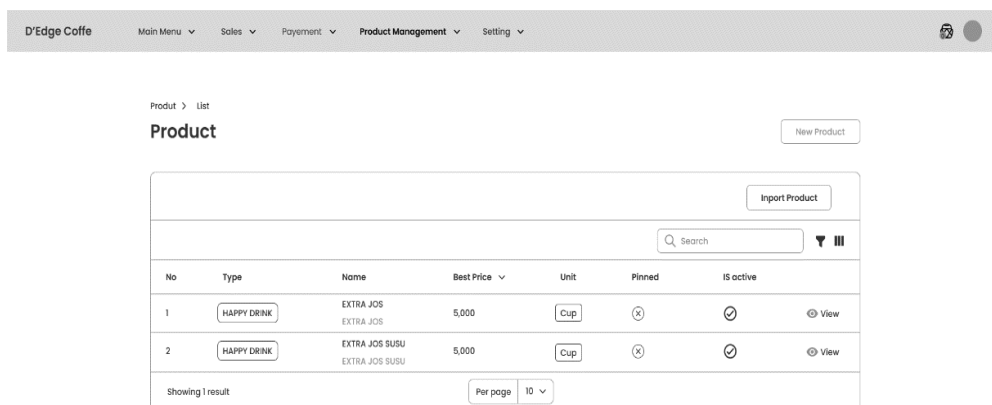 D'Edge Coffe Main Menu Sales Payement Product Management Setting
Produt > List
Product
New Product
Inport Product
Search
No Type Name Best Price Unit Pinned IS active
1 HAPPY DRINK EXTRA JOS 5,000 Cup View
EXTRA JOS
2 HAPPY DRINK EXTRA JOS SUSU 5,000 Cup View
EXTRA JOS SUSU
Showing 1 result Per page 10